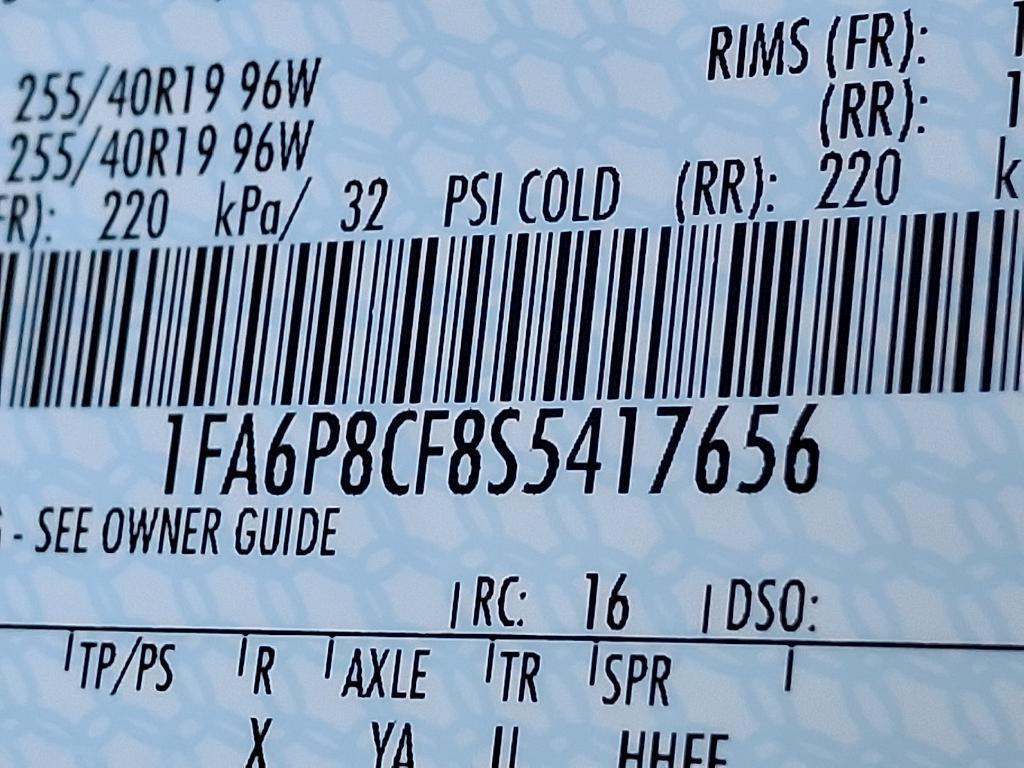 255/40R19 96W RIMS (FR):
255/40R19 96W (RR):
FR): 220 kPa/ 32 PSI COLD (RR): 220 k
1FA6P8CF8S5417656
- SEE OWNER GUIDE
RC: 16 DSO:
TP/PS R AXLE TR SPR
X YA